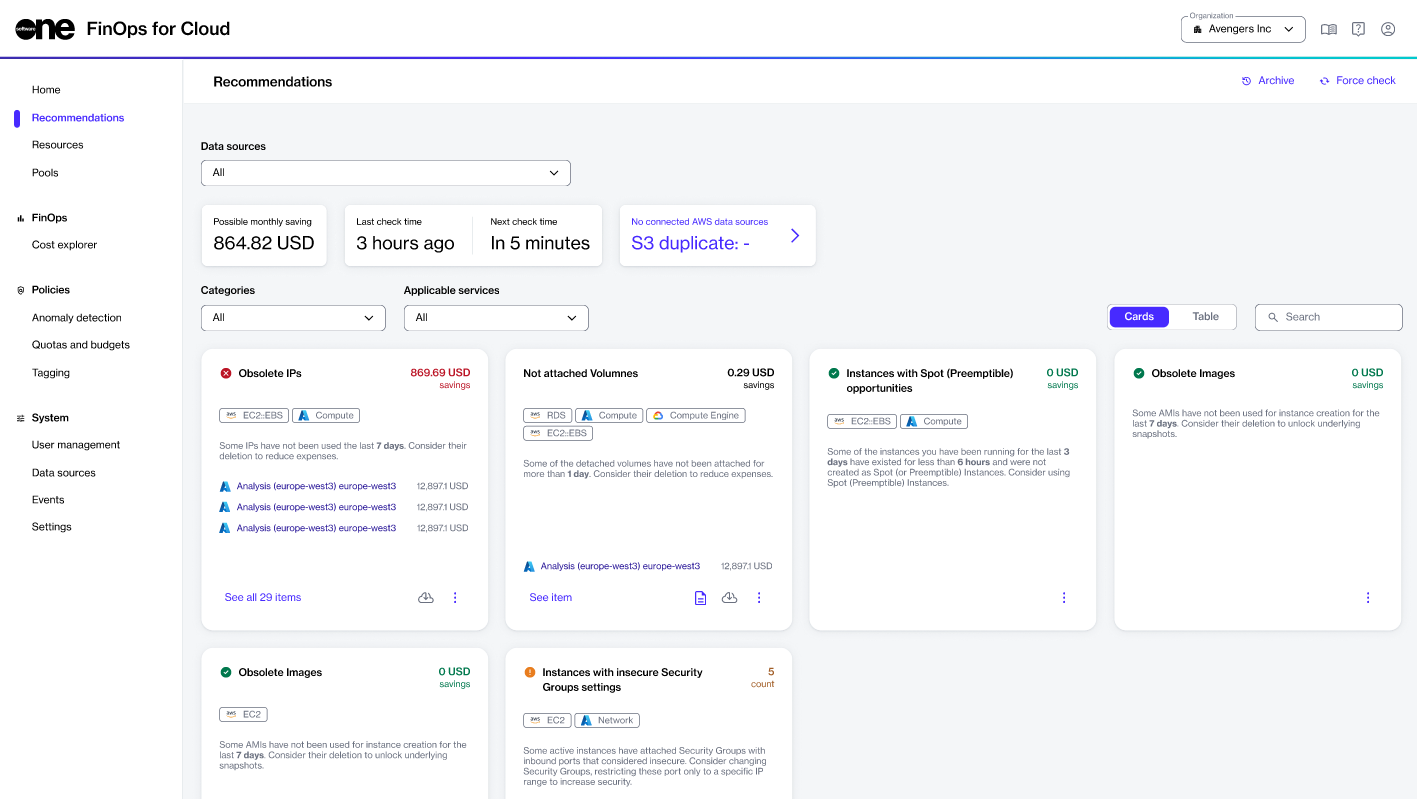 software
one
FinOps for Cloud
Organization
Avengers Inc
Home
Recommendations
Resources
Pools
FinOps
Cost explorer
Policies
Anomaly detection
Quotas and budgets
Tagging
System
User management
Data sources
Events
Settings
Recommendations
Archive
Force check
Data sources
All
Possible monthly saving
864.82 USD
Last check time
3 hours ago
Next check time
In 5 minutes
No connected AWS data sources
S3 duplicate: -
Categories
All
Applicable services
All
Cards
Table
Search
Obsolete IPs
869.69 USD
savings
aws EC2::EBS
Compute
Some IPs have not been used the last 7 days. Consider their
deletion to reduce expenses.
Analysis (europe-west3) europe-west3 12,897.1 USD
Analysis (europe-west3) europe-west3 12,897.1 USD
Analysis (europe-west3) europe-west3 12,897.1 USD
See all 29 items
Not attached Volumnes
0.29 USD
savings
aws RDS
Compute
Compute Engine
aws EC2::EBS
Some of the detached volumes have not been attached for
more than 1 day. Consider their deletion to reduce expenses.
Analysis (europe-west3) europe-west3 12,897.1 USD
See item
Instances with Spot (Preemptible)
opportunities
0 USD
savings
aws EC2::EBS
Compute
Some of the instances you have been running for the last 3
days have existed for less than 6 hours and were not
created as Spot (or Preemptible) Instances. Consider using
Spot (Preemptible) Instances.
Obsolete Images
0 USD
savings
Some AMIs have not been used for instance creation for the
last 7 days. Consider their deletion to unlock underlying
snapshots.
Obsolete Images
0 USD
savings
aws EC2
Some AMIs have not been used for instance creation for the
last 7 days. Consider their deletion to unlock underlying
snapshots.
Instances with insecure Security
Groups settings
5
count
aws EC2
Network
Some active instances have attached Security Groups with
inbound ports that considered insecure. Consider changing
Security Groups, restricting these port only to a specific IP
range to increase security.